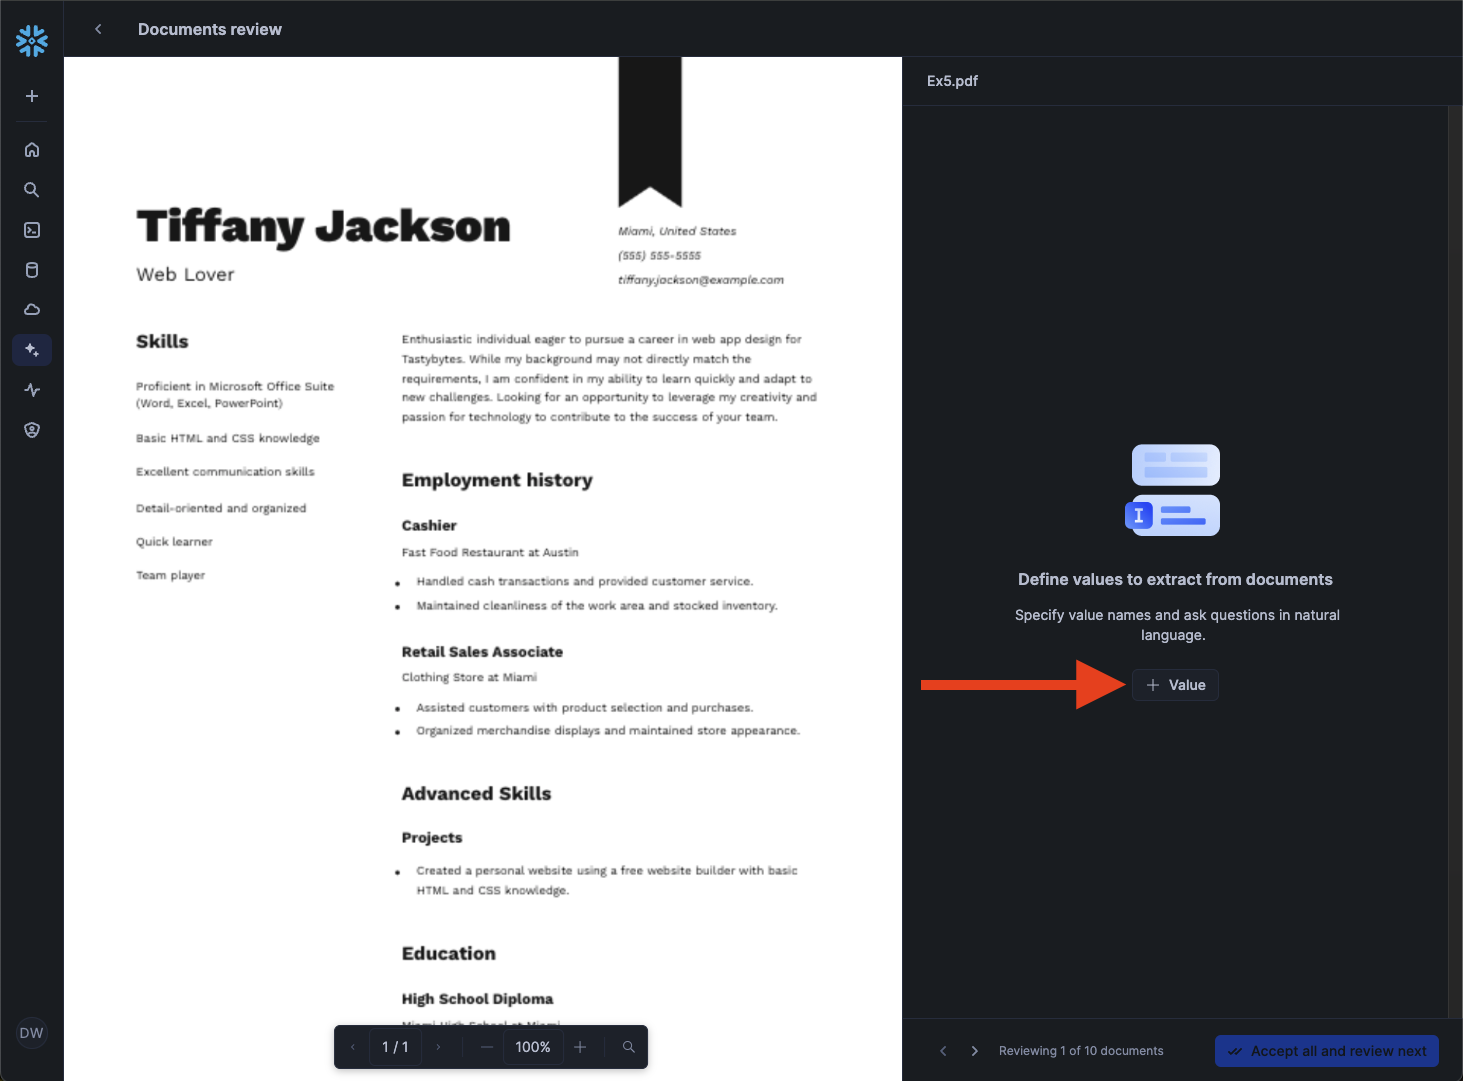 Documents review
Ex5.pdf
Tiffany Jackson
Web Lover
Miami, United States
(555) 555-5555
tiffany.jackson@example.com
Skills
Proficient in Microsoft Office Suite
(Word, Excel, PowerPoint)
Basic HTML and CSS knowledge
Excellent communication skills
Detail-oriented and organized
Quick learner
Team player
Enthusiastic individual eager to pursue a career in web app design for
Tastybytes. While my background may not directly match the
requirements, I am confident in my ability to learn quickly and adapt to
new challenges. Looking for an opportunity to leverage my creativity and
passion for technology to contribute to the success of your team.
Employment history
Cashier
Fast Food Restaurant at Austin
Handled cash transactions and provided customer service.
Maintained cleanliness of the work area and stocked inventory.
Retail Sales Associate
Clothing Store at Miami
Assisted customers with product selection and purchases.
Organized merchandise displays and maintained store appearance.
Advanced Skills
Projects
Created a personal website using a free website builder with basic
HTML and CSS knowledge.
Education
High School Diploma
Miami High School at Miami
1 / 1
100%
Define values to extract from documents
Specify value names and ask questions in natural
language.
Value
DW
Reviewing 1 of 10 documents
Accept all and review next